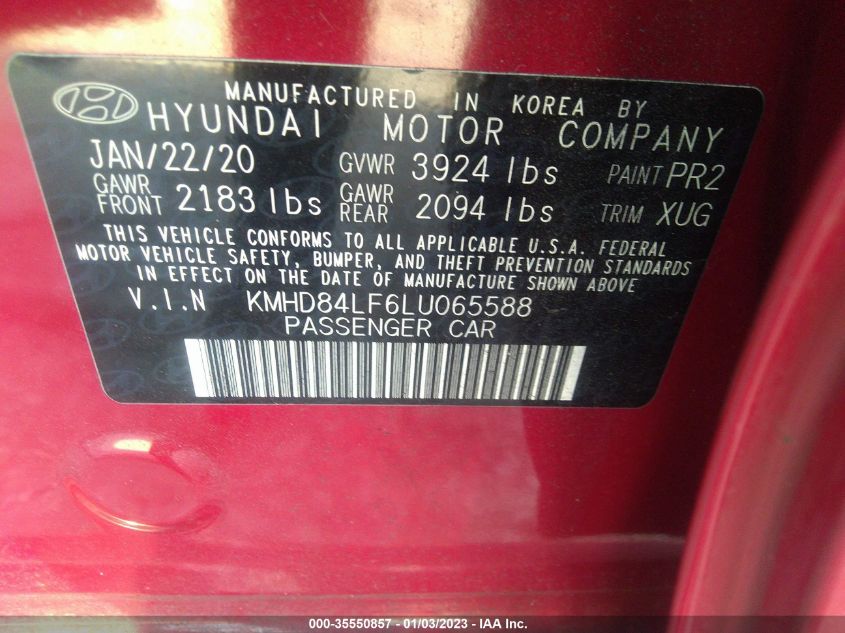 MANUFACTURED IN KOREA BY
HYUNDAI MOTOR COMPANY
JAN/22/20 GVWR 3924 lbs PAINT PR2
GAWR FRONT 2183 lbs GAWR REAR 2094 lbs TRIM XUG
THIS VEHICLE CONFORMS TO ALL APPLICABLE U.S.A. FEDERAL
MOTOR VEHICLE SAFETY, BUMPER, AND THEFT PREVENTION STANDARDS
IN EFFECT ON THE DATE OF MANUFACTURE SHOWN ABOVE
V.I.N KMHD84LF6LU065588
PASSENGER CAR
000-35550857 - 01/03/2023 - IAA Inc.